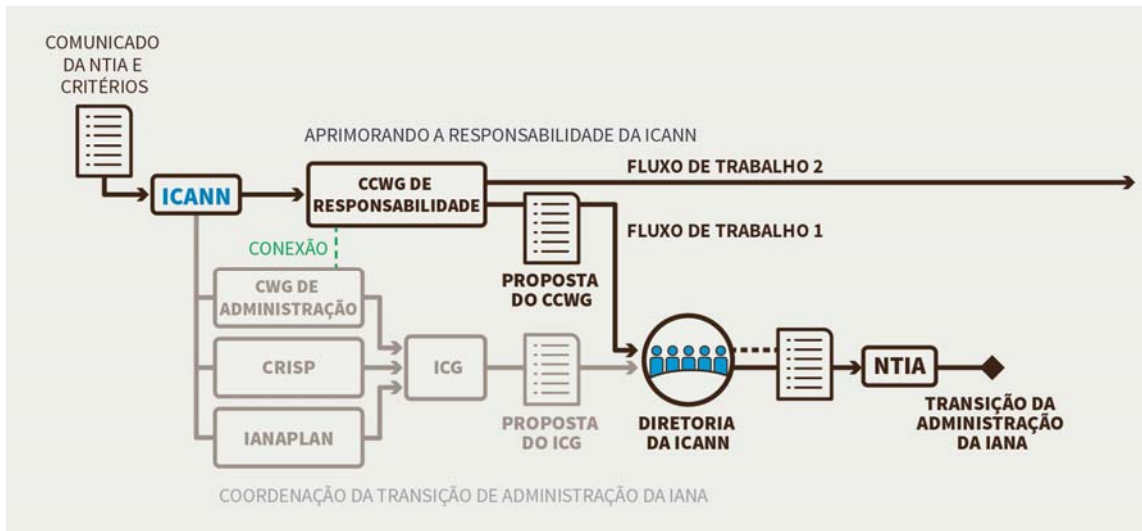 COMUNICADO
DA NTIA E
CRITÉRIOS
APRIMORANDO A RESPONSABILIDADE DA ICANN
ICANN
CCWG DE
RESPONSABILIDADE
FLUXO DE TRABALHO 2
FLUXO DE TRABALHO 1
PROPOSTA
DO CCWG
CONEXÃO
CWG DE
ADMINISTRAÇÃO
CRISP
IANAPLAN
ICG
PROPOSTA
DO ICG
DIRETORIA
DA ICANN
NTIA
TRANSIÇÃO DA
ADMINISTRAÇÃO
DA IANA
COORDENAÇÃO DA TRANSIÇÃO DE ADMINISTRAÇÃO DA IANA